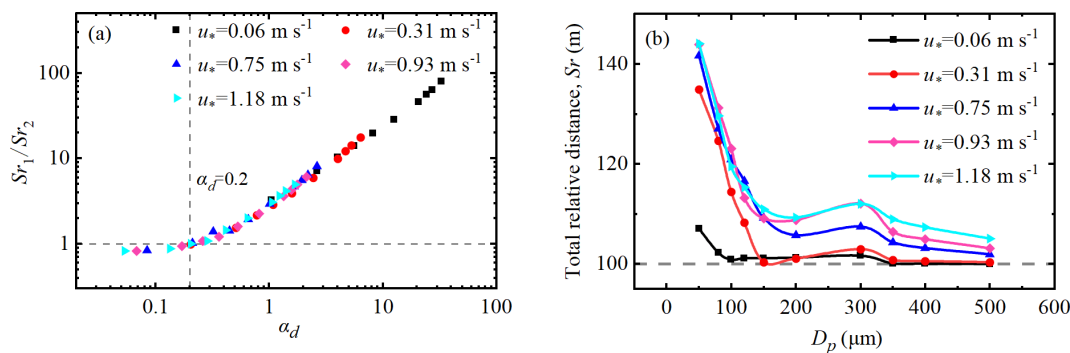 (a)
u*=0.06 m s⁻¹ u*=0.31 m s⁻¹
u*=0.75 m s⁻¹ u*=0.93 m s⁻¹
u*=1.18 m s⁻¹
αd=0.2
100
10
1
0.1 1 10 100
Sr₁/Sr₂
αd
(b)
u*=0.06 m s⁻¹
u*=0.31 m s⁻¹
u*=0.75 m s⁻¹
u*=0.93 m s⁻¹
u*=1.18 m s⁻¹
140
120
100
0 100 200 300 400 500 600
Total relative distance, Sr (m)
Dp (μm)